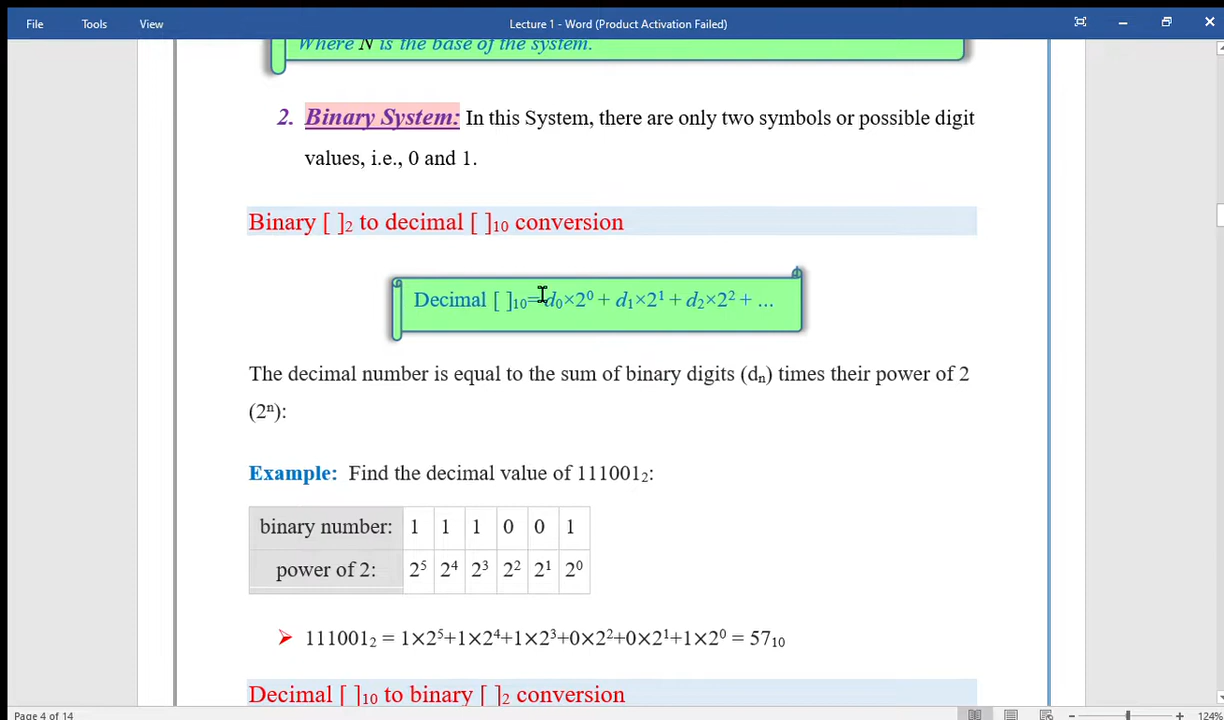 File Tools View Lecture 1 - Word (Product Activation Failed)
Where N is the base of the system.
2. Binary System: In this System, there are only two symbols or possible digit
values, i.e., 0 and 1.
Binary [ ]₂ to decimal [ ]₁₀ conversion
Decimal [ ]₁₀= d₀×2⁰ + d₁×2¹ + d₂×2² + ...
The decimal number is equal to the sum of binary digits (dₙ) times their power of 2
(2ⁿ):
Example: Find the decimal value of 111001₂:
binary number: 1 1 1 0 0 1
power of 2: 2⁵ 2⁴ 2³ 2² 2¹ 2⁰
➢ 111001₂ = 1×2⁵+1×2⁴+1×2³+0×2²+0×2¹+1×2⁰ = 57₁₀
Decimal [ ]₁₀ to binary [ ]₂ conversion
Page 4 of 14 124%